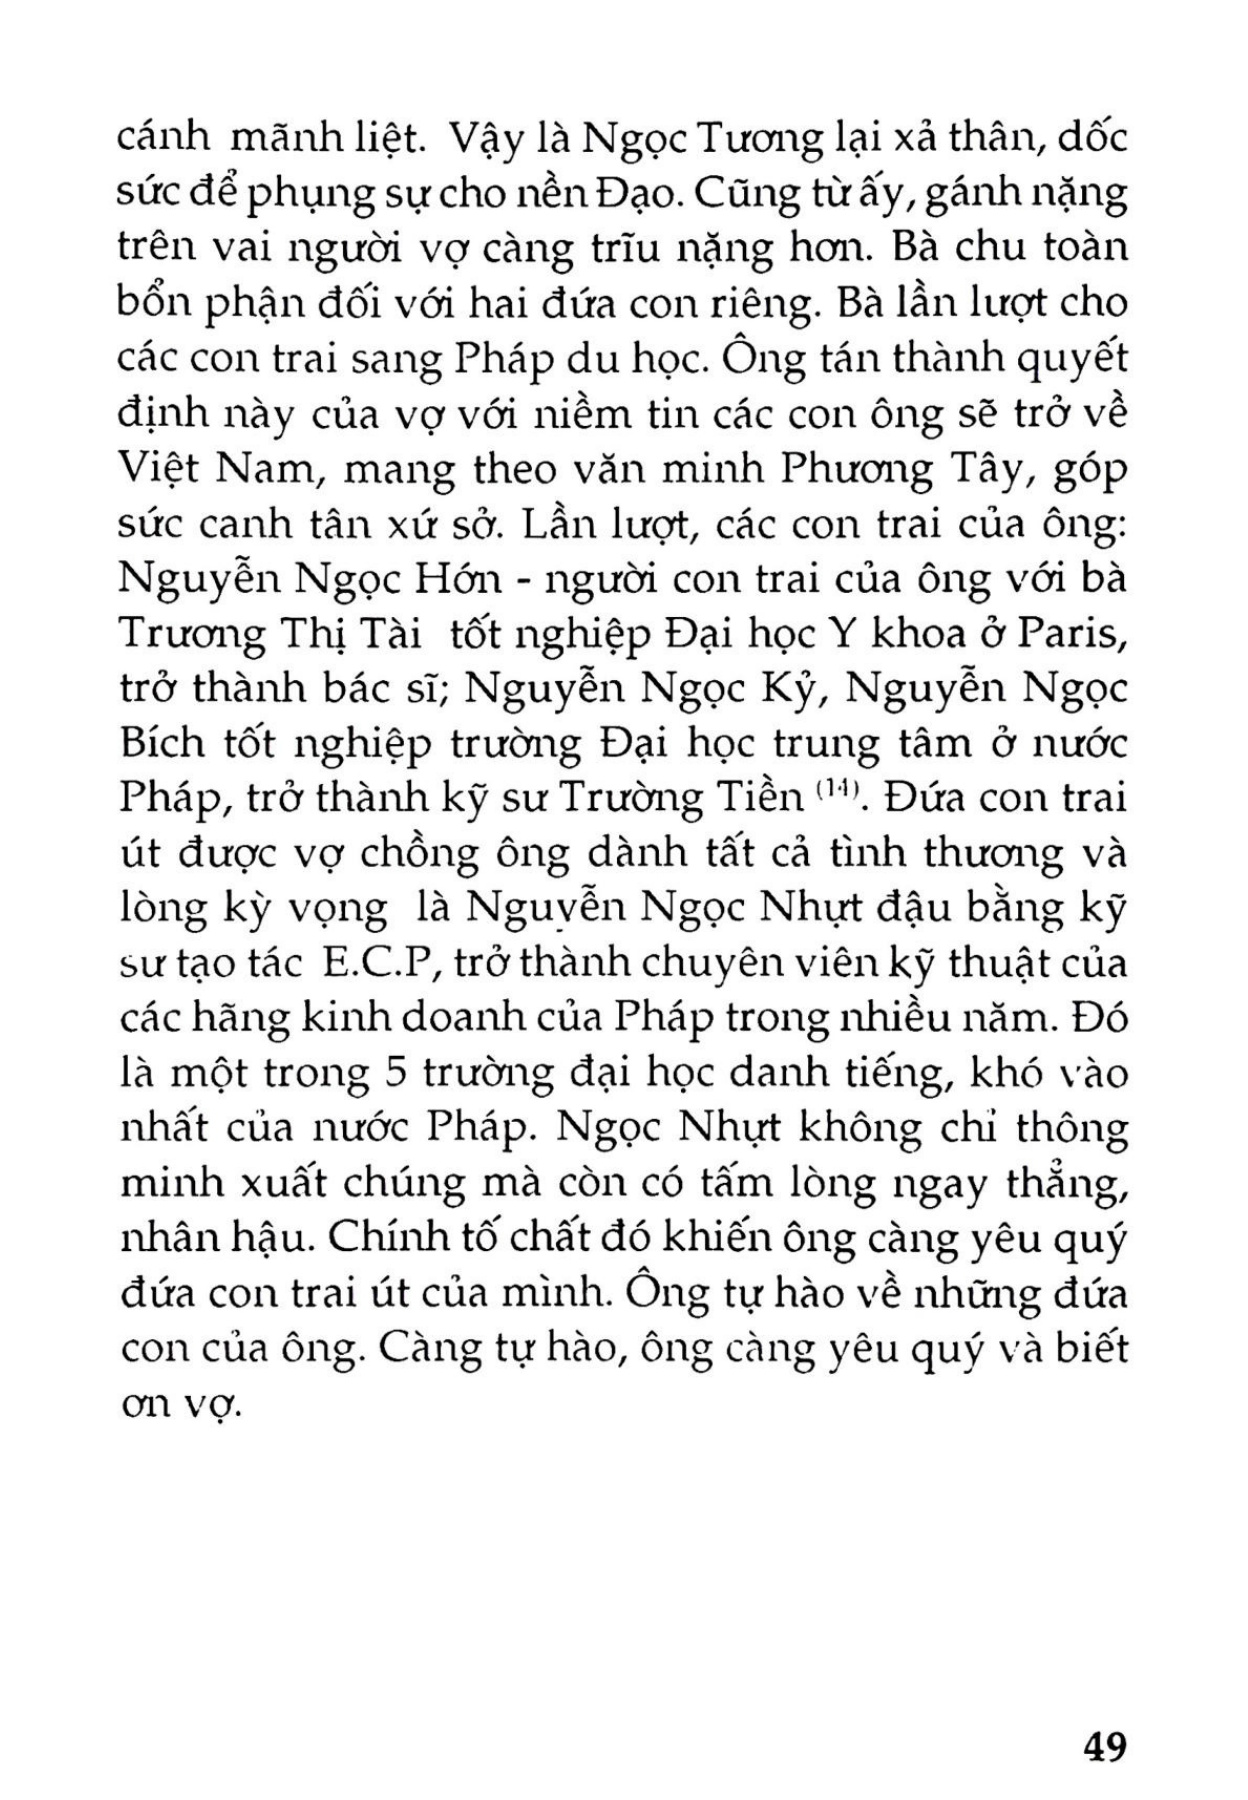 cánh mãnh liệt. Vậy là Ngọc Tương lại xả thân, dốc
sức để phụng sự cho nền Đạo. Cũng từ ấy, gánh nặng
trên vai người vợ càng trĩu nặng hơn. Bà chu toàn
bổn phận đối với hai đứa con riêng. Bà lần lượt cho
các con trai sang Pháp du học. Ông tán thành quyết
định này của vợ với niềm tin các con ông sẽ trở về
Việt Nam, mang theo văn minh Phương Tây, góp
sức canh tân xứ sở. Lần lượt, các con trai của ông:
Nguyễn Ngọc Hớn - người con trai của ông với bà
Trương Thị Tài tốt nghiệp Đại học Y khoa ở Paris,
trở thành bác sĩ; Nguyễn Ngọc Kỷ, Nguyễn Ngọc
Bích tốt nghiệp trường Đại học trung tâm ở nước
Pháp, trở thành kỹ sư Trường Tiền (14). Đứa con trai
út được vợ chồng ông dành tất cả tình thương và
lòng kỳ vọng là Nguyễn Ngọc Nhựt đậu bằng kỹ
sư tạo tác E.C.P, trở thành chuyên viên kỹ thuật của
các hãng kinh doanh của Pháp trong nhiều năm. Đó
là một trong 5 trường đại học danh tiếng, khó vào
nhất của nước Pháp. Ngọc Nhựt không chỉ thông
minh xuất chúng mà còn có tấm lòng ngay thẳng,
nhân hậu. Chính tố chất đó khiến ông càng yêu quý
đứa con trai út của mình. Ông tự hào về những đứa
con của ông. Càng tự hào, ông càng yêu quý và biết
ơn vợ.
49